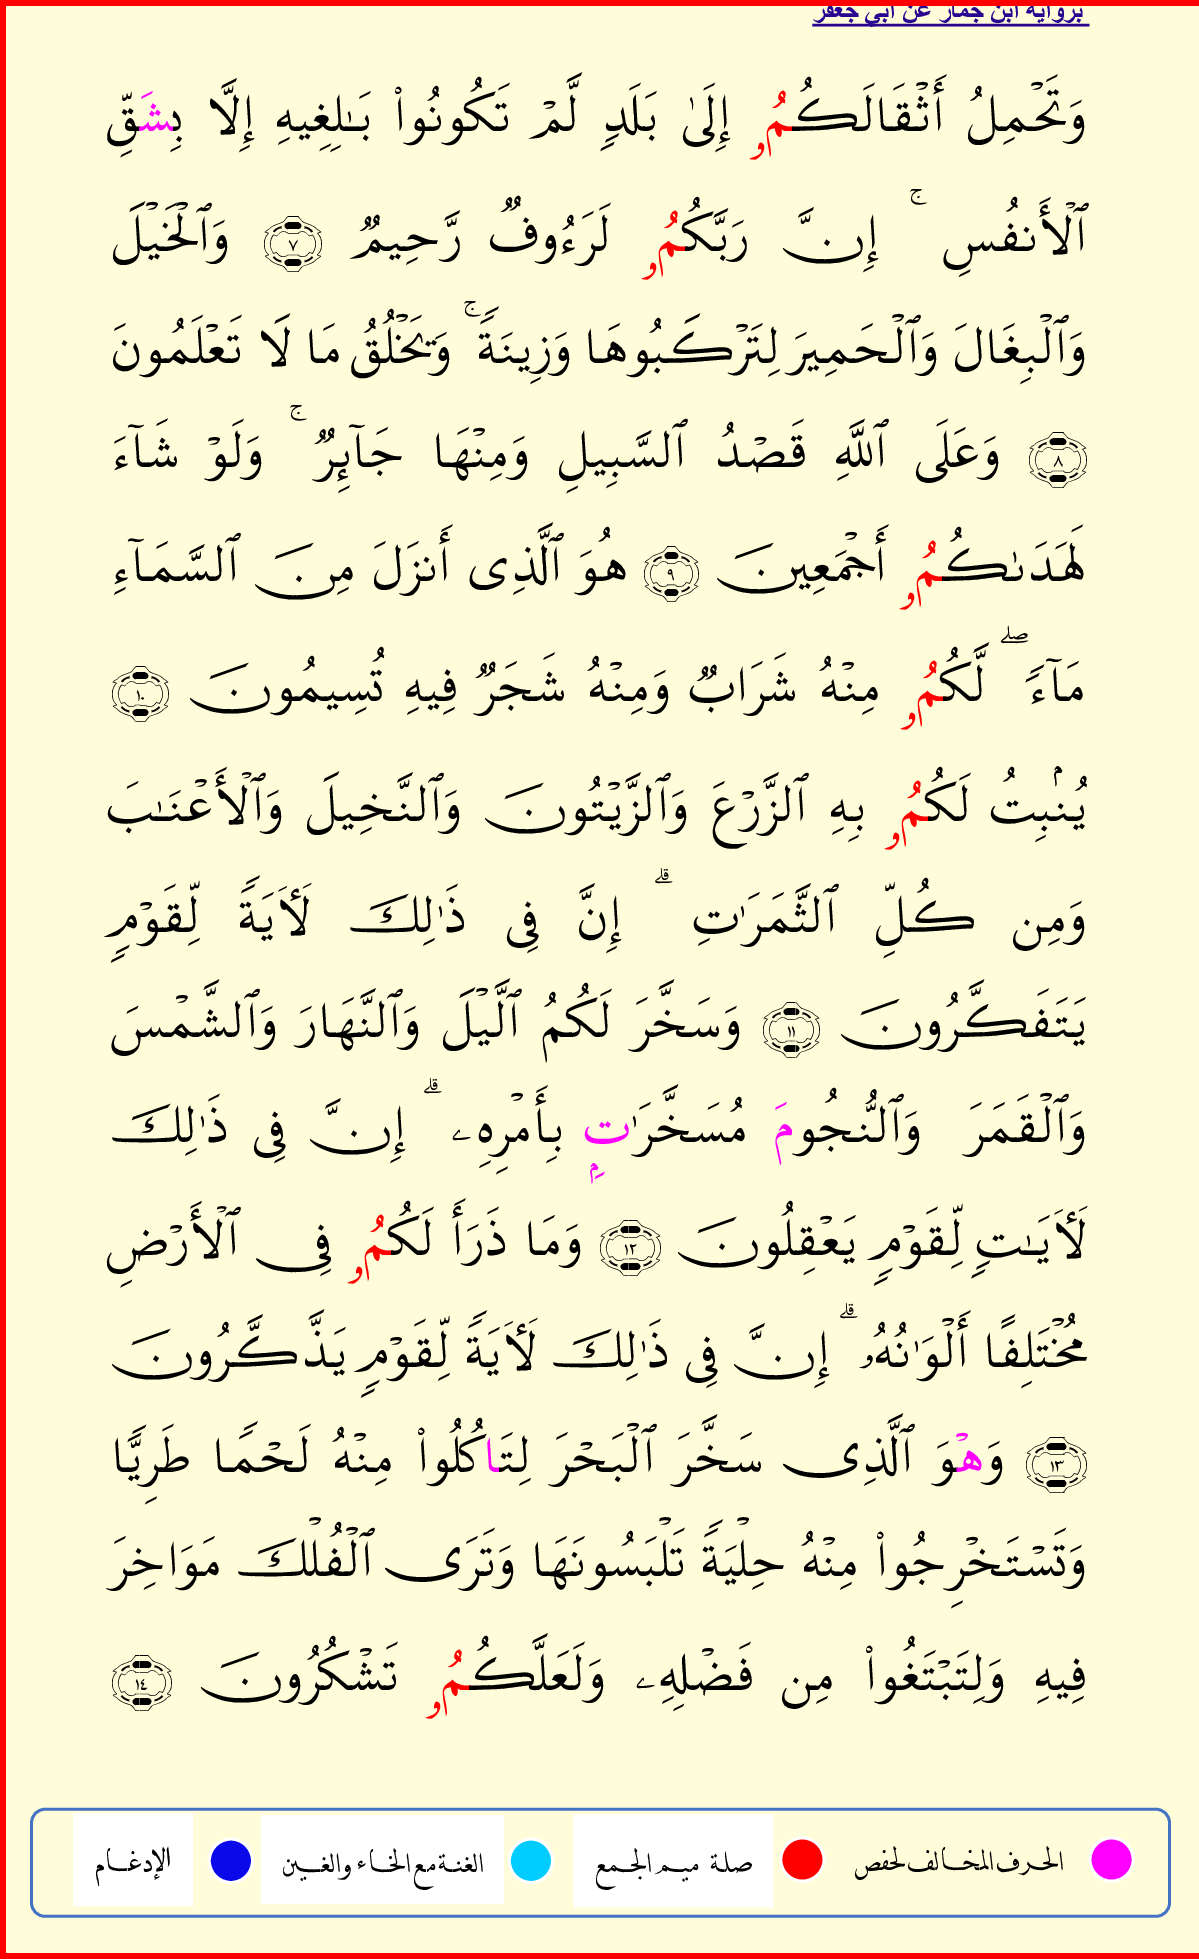 برواية ابن جماز عن أبي جعفر
وَتَحۡمِلُ أَثۡقَالَكُمُۥ إِلَىٰ بَلَدٖ لَّمۡ تَكُونُواْ بَٰلِغِيهِ إِلَّا بِشَقِّ
ٱلۡأَنفُسِۚ إِنَّ رَبَّكُمُۥ لَرَءُوفٞ رَّحِيمٞ ٧ وَٱلۡخَيۡلَ
وَٱلۡبِغَالَ وَٱلۡحَمِيرَ لِتَرۡكَبُوهَا وَزِينَةٗۚ وَيَخۡلُقُ مَا لَا تَعۡلَمُونَ
٨ وَعَلَى ٱللَّهِ قَصۡدُ ٱلسَّبِيلِ وَمِنۡهَا جَآئِرٞۚ وَلَوۡ شَآءَ
لَهَدَىٰكُمُۥ أَجۡمَعِينَ ٩ هُوَ ٱلَّذِي أَنزَلَ مِنَ ٱلسَّمَآءِ
مَآءٗۖ لَّكُمُۥ مِنۡهُ شَرَابٞ وَمِنۡهُ شَجَرٞ فِيهِ تُسِيمُونَ ١٠
يُنۢبِتُ لَكُمُۥ بِهِ ٱلزَّرۡعَ وَٱلزَّيۡتُونَ وَٱلنَّخِيلَ وَٱلۡأَعۡنَٰبَ
وَمِن كُلِّ ٱلثَّمَرَٰتِۗ إِنَّ فِي ذَٰلِكَ لَأٓيَةٗ لِّقَوۡمٖ
يَتَفَكَّرُونَ ١١ وَسَخَّرَ لَكُمُ ٱلَّيۡلَ وَٱلنَّهَارَ وَٱلشَّمۡسَ
وَٱلۡقَمَرَ وَٱلنُّجُومَ مُسَخَّرَٰتِۭ بِأَمۡرِهِۦۗ إِنَّ فِي ذَٰلِكَ
لَأٓيَٰتٖ لِّقَوۡمٖ يَعۡقِلُونَ ١٢ وَمَا ذَرَأَ لَكُمُۥ فِي ٱلۡأَرۡضِ
مُخۡتَلِفًا أَلۡوَٰنُهُۥۗ إِنَّ فِي ذَٰلِكَ لَأٓيَةٗ لِّقَوۡمٖ يَذَّكَّرُونَ
١٣ وَهۡوَ ٱلَّذِي سَخَّرَ ٱلۡبَحۡرَ لِتَاكُلُواْ مِنۡهُ لَحۡمٗا طَرِيّٗا
وَتَسۡتَخۡرِجُواْ مِنۡهُ حِلۡيَةٗ تَلۡبَسُونَهَا وَتَرَى ٱلۡفُلۡكَ مَوَاخِرَ
فِيهِ وَلِتَبۡتَغُواْ مِن فَضۡلِهِۦ وَلَعَلَّكُمُۥ تَشۡكُرُونَ ١٤
الحرف المخالف لحفص صلة ميم الجمع الغنة مع الخاء والغين الإدغام